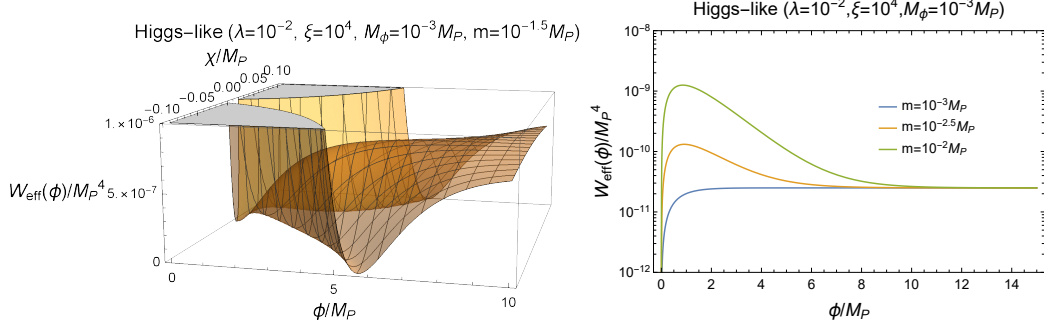 Higgs−like (λ=10⁻², ξ=10⁴, M_ϕ=10⁻³M_P, m=10⁻¹·⁵M_P)
χ/M_P
−0.10 −0.05 0.00 0.05 0.10
1.×10⁻⁶
W_eff(ϕ)/M_P⁴ 5.×10⁻⁷
0
0 5 10
ϕ/M_P
Higgs−like (λ=10⁻²,ξ=10⁴,M_ϕ=10⁻³M_P)
10⁻⁸
10⁻⁹
10⁻¹⁰
10⁻¹¹
10⁻¹²
W_eff(ϕ)/M_P⁴
m=10⁻³M_P
m=10⁻²·⁵M_P
m=10⁻²M_P
0 2 4 6 8 10 12 14
ϕ/M_P